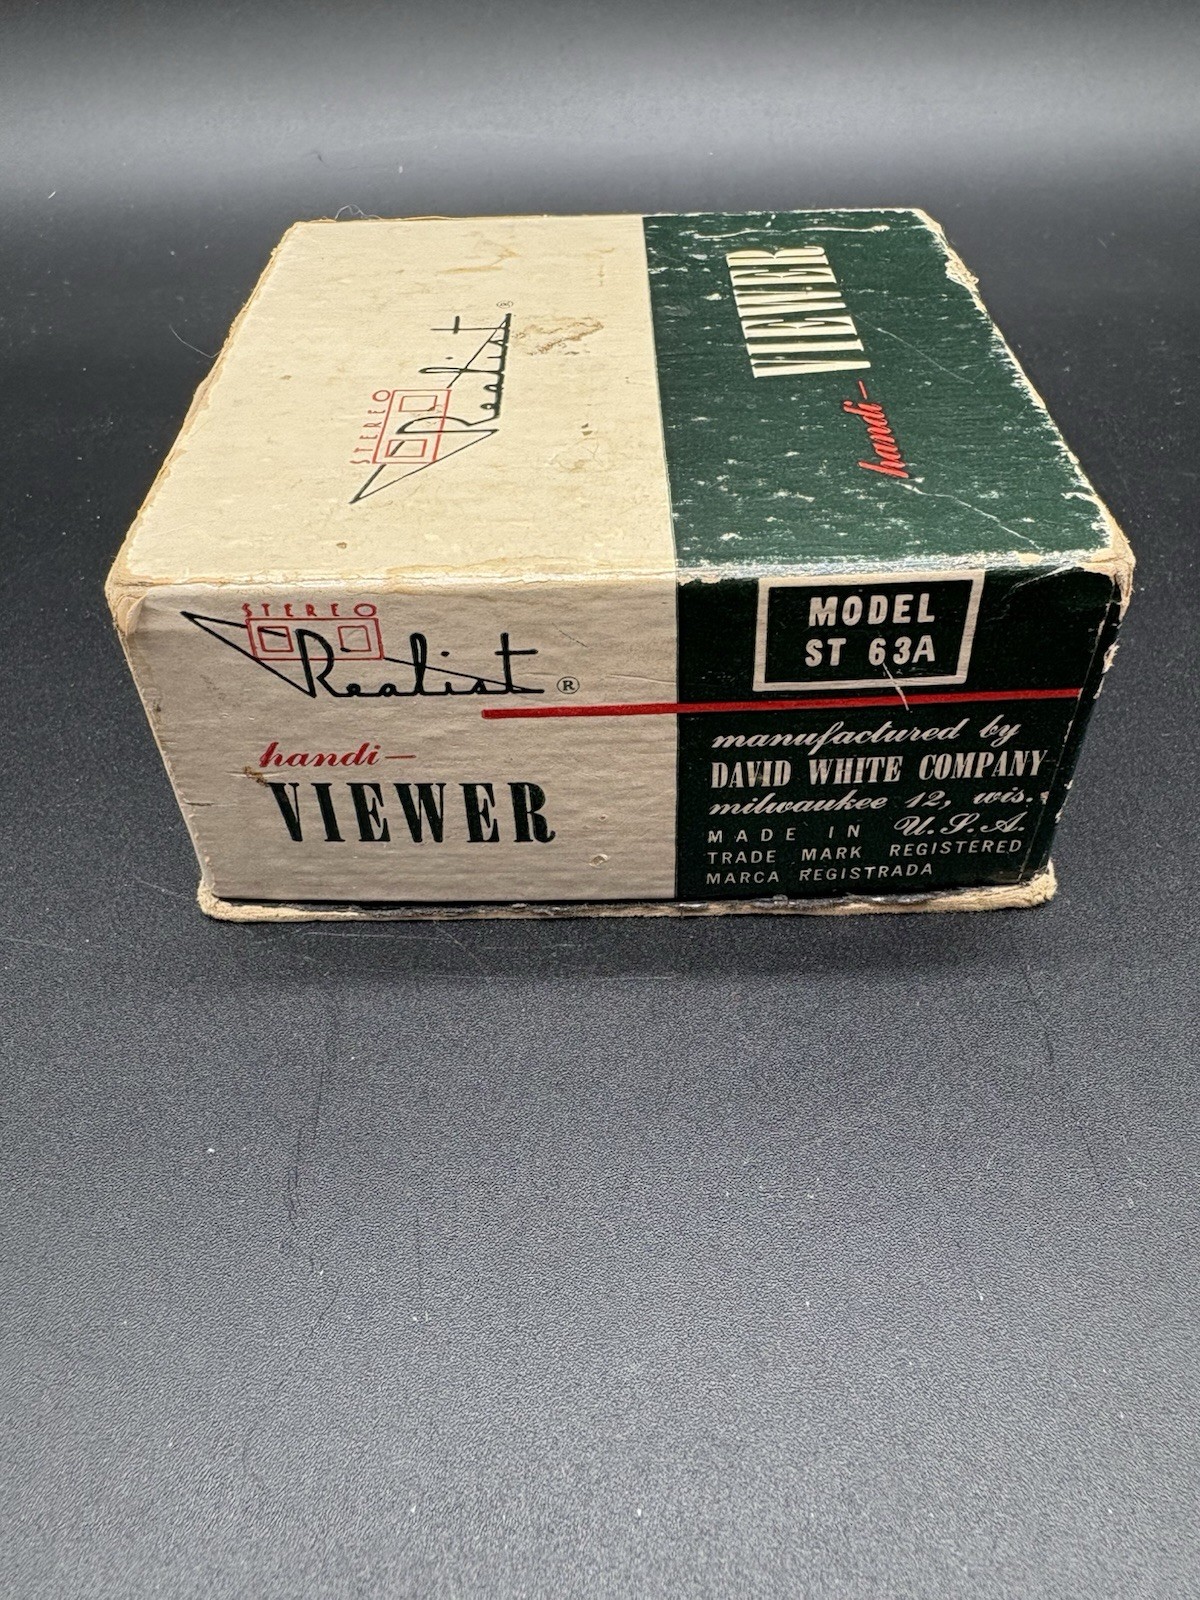 STEREO
Realist®
handi-
VIEWER
STEREO
Realist®
handi-
VIEWER
MODEL
ST 63A
manufactured by
DAVID WHITE COMPANY
milwaukee 12, wis.
MADE IN U.S.A.
TRADE MARK REGISTERED
MARCA REGISTRADA